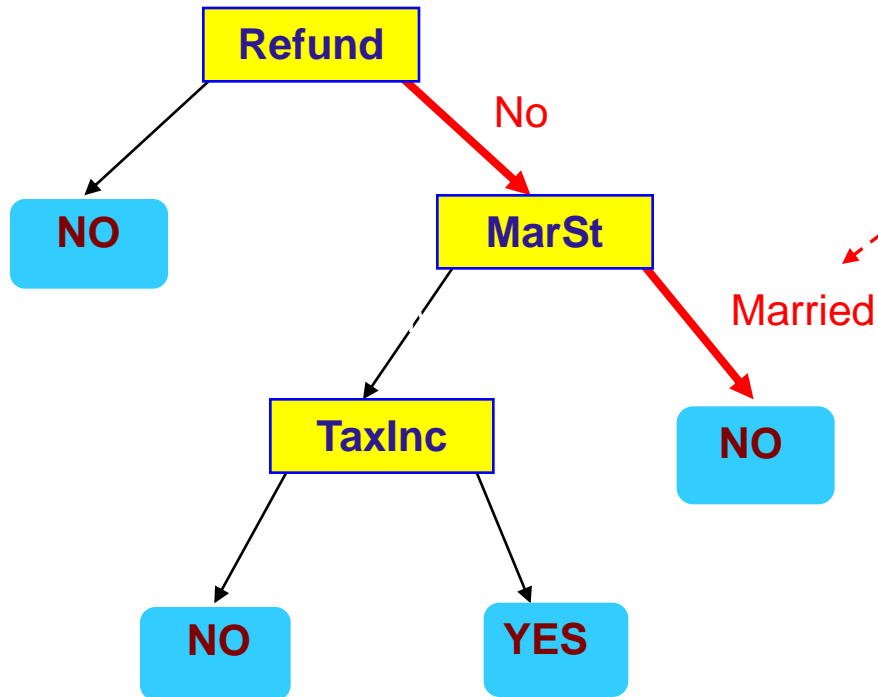 Refund
No
NO
MarSt
Married
TaxInc
NO
NO
YES